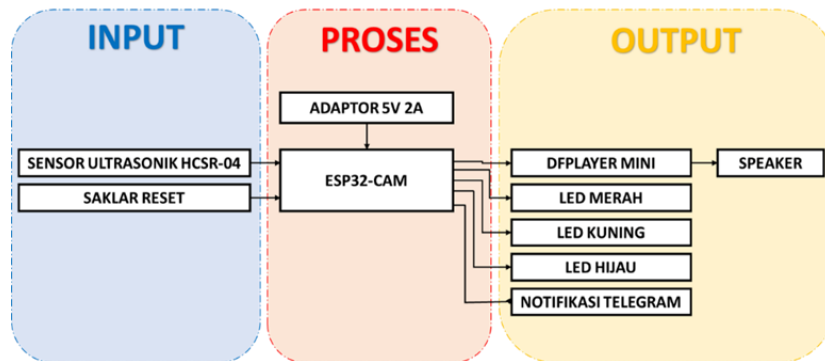 INPUT
PROSES
OUTPUT
ADAPTOR 5V 2A
SENSOR ULTRASONIK HCSR-04
SAKLAR RESET
ESP32-CAM
DFPLAYER MINI
SPEAKER
LED MERAH
LED KUNING
LED HIJAU
NOTIFIKASI TELEGRAM